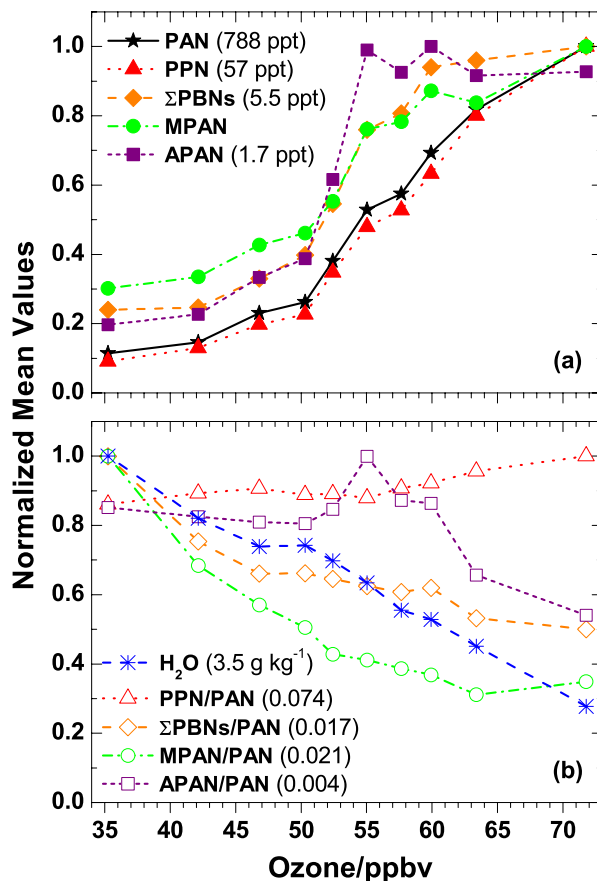 Normalized Mean Values
1.0
0.8
0.6
0.4
0.2
0.0
PAN (788 ppt)
PPN (57 ppt)
ΣPBNs (5.5 ppt)
MPAN
APAN (1.7 ppt)
(a)
1.0
0.8
0.6
0.4
0.2
0.0
H₂O (3.5 g kg⁻¹)
PPN/PAN (0.074)
ΣPBNs/PAN (0.017)
MPAN/PAN (0.021)
APAN/PAN (0.004)
(b)
35 40 45 50 55 60 65 70
Ozone/ppbv